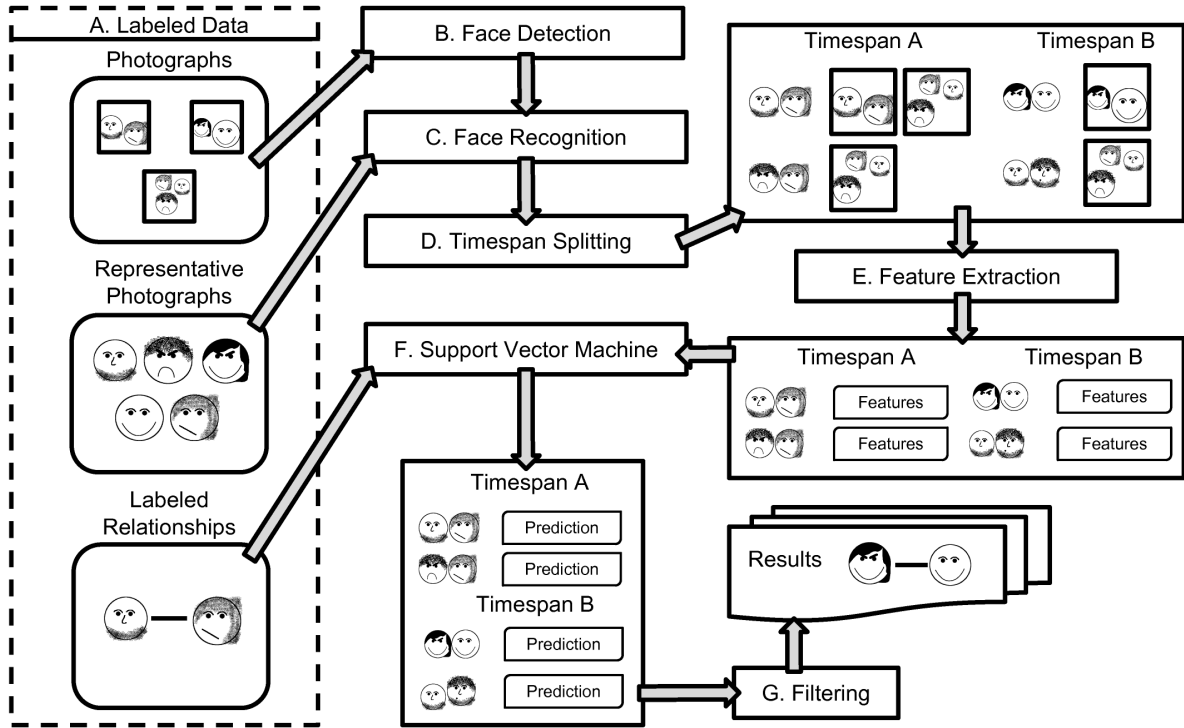 A. Labeled Data
Photographs
Representative
Photographs
Labeled
Relationships
B. Face Detection
C. Face Recognition
D. Timespan Splitting
Timespan A
Timespan B
E. Feature Extraction
Timespan A
Timespan B
Features
Features
Features
Features
F. Support Vector Machine
Timespan A
Prediction
Prediction
Timespan B
Prediction
Prediction
G. Filtering
Results